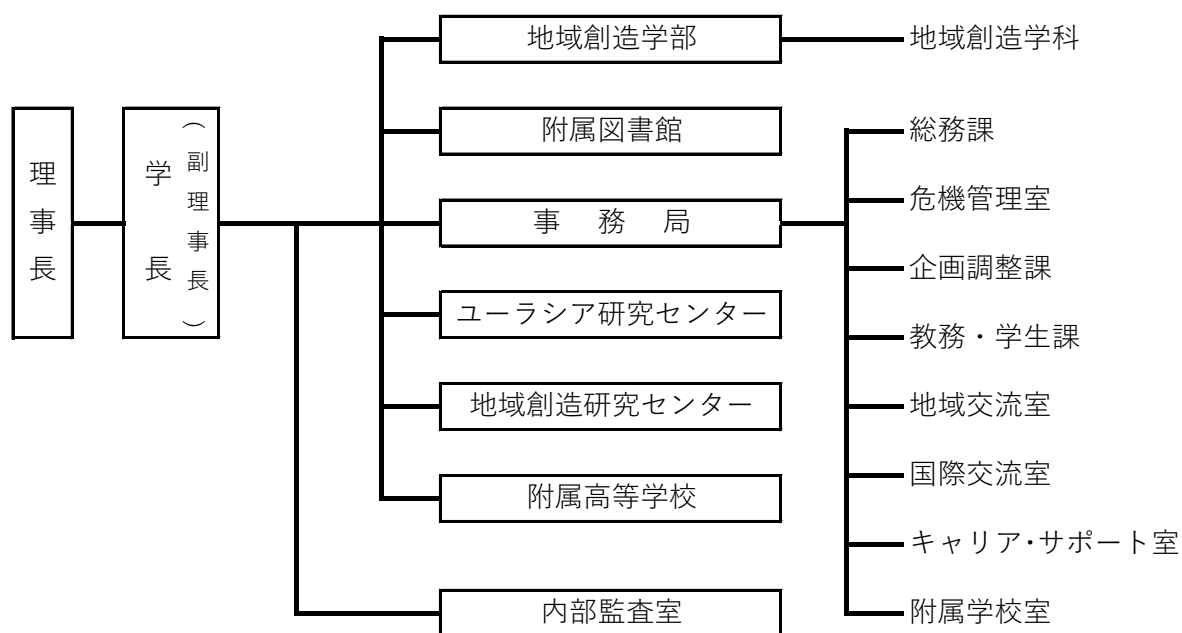 理事長
学長
（副理事長）
地域創造学部
地域創造学科
附属図書館
事務局
総務課
危機管理室
企画調整課
教務・学生課
地域交流室
国際交流室
キャリア・サポート室
附属学校室
ユーラシア研究センター
地域創造研究センター
附属高等学校
内部監査室